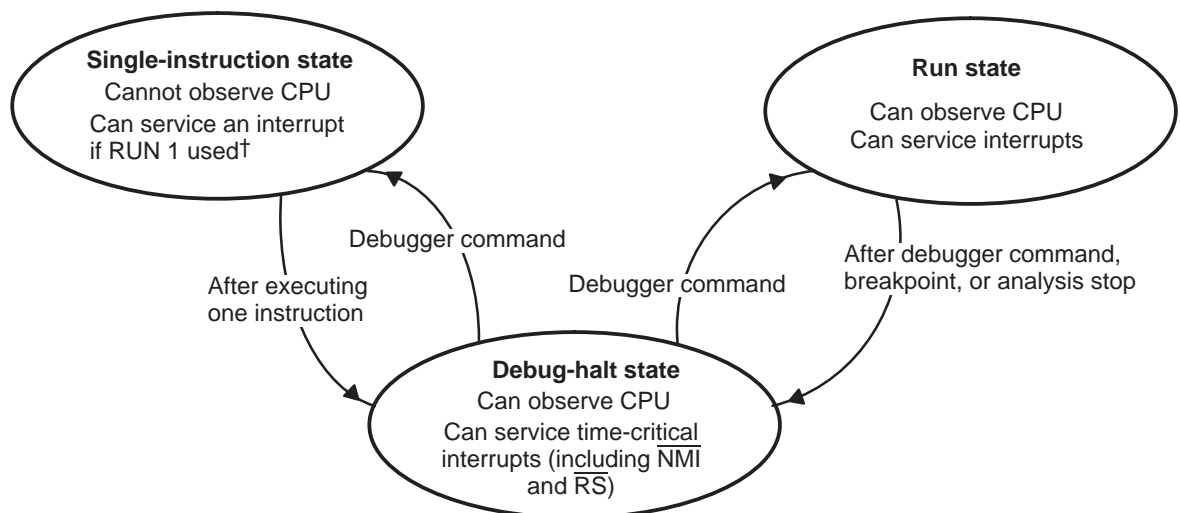 Single-instruction state
Cannot observe CPU
Can service an interrupt
if RUN 1 used†
Run state
Can observe CPU
Can service interrupts
Debugger command
After executing
one instruction
Debugger command
After debugger command,
breakpoint, or analysis stop
Debug-halt state
Can observe CPU
Can service time-critical
interrupts (including N̅M̅I̅
and R̅S̅)